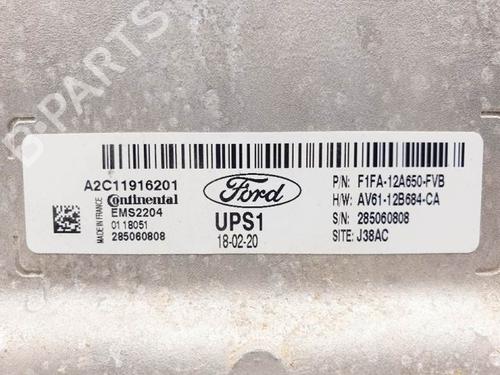 B-PARTS
A2C11916201
Continental
EMS2204
01 18051
285060808
MADE IN FRANCE
Ford
UPS1
18-02-20
P/N: F1FA-12A650-FVB
H/W: AV61-12B684-CA
S/N: 285060808
SITE: J38AC